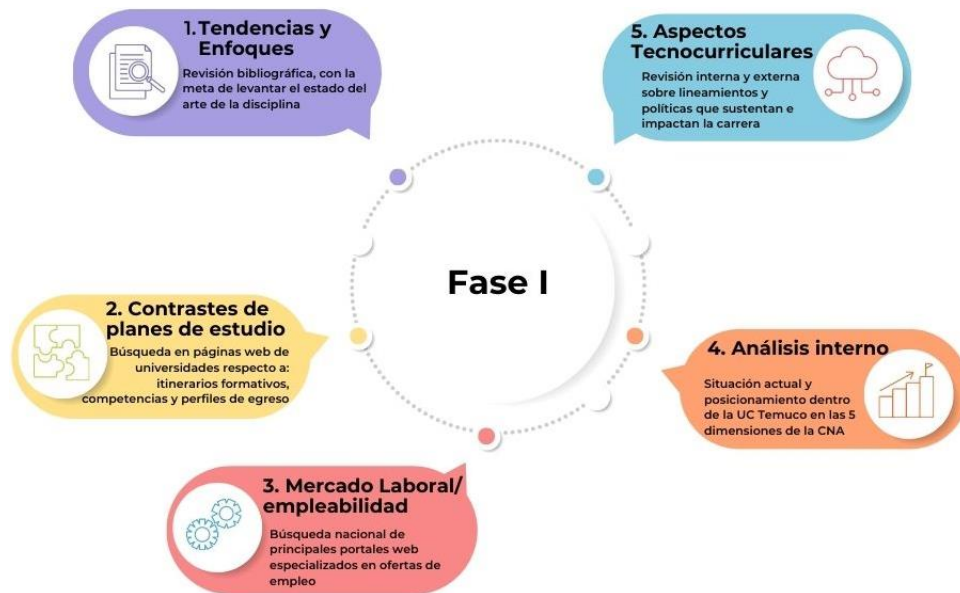 1. Tendencias y
Enfoques
Revisión bibliográfica, con la
meta de levantar el estado del
arte de la disciplina
2. Contrastes de
planes de estudio
Búsqueda en páginas web de
universidades respecto a:
itinerarios formativos,
competencias y perfiles de egreso
3. Mercado Laboral/
empleabilidad
Búsqueda nacional de
principales portales web
especializados en ofertas de
empleo
4. Análisis interno
Situación actual y
posicionamiento dentro
de la UC Temuco en las 5
dimensiones de la CNA
5. Aspectos
Tecnocurriculares
Revisión interna y externa
sobre lineamientos y
políticas que sustentan e
impactan la carrera
Fase I